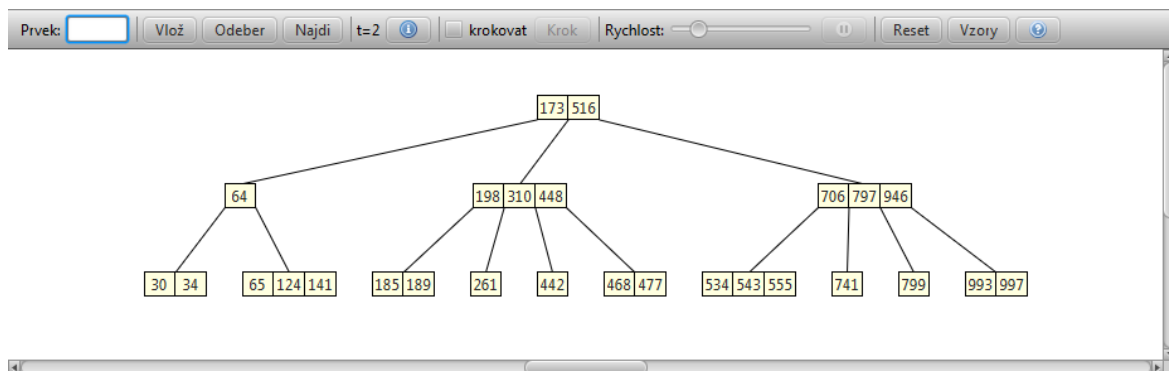 Prvek: Vlož Odeber Najdi t=2 krokovat Krok Rychlost: Reset Vzory
173 516
64 198 310 448 706 797 946
30 34 65 124 141 185 189 261 442 468 477 534 543 555 741 799 993 997